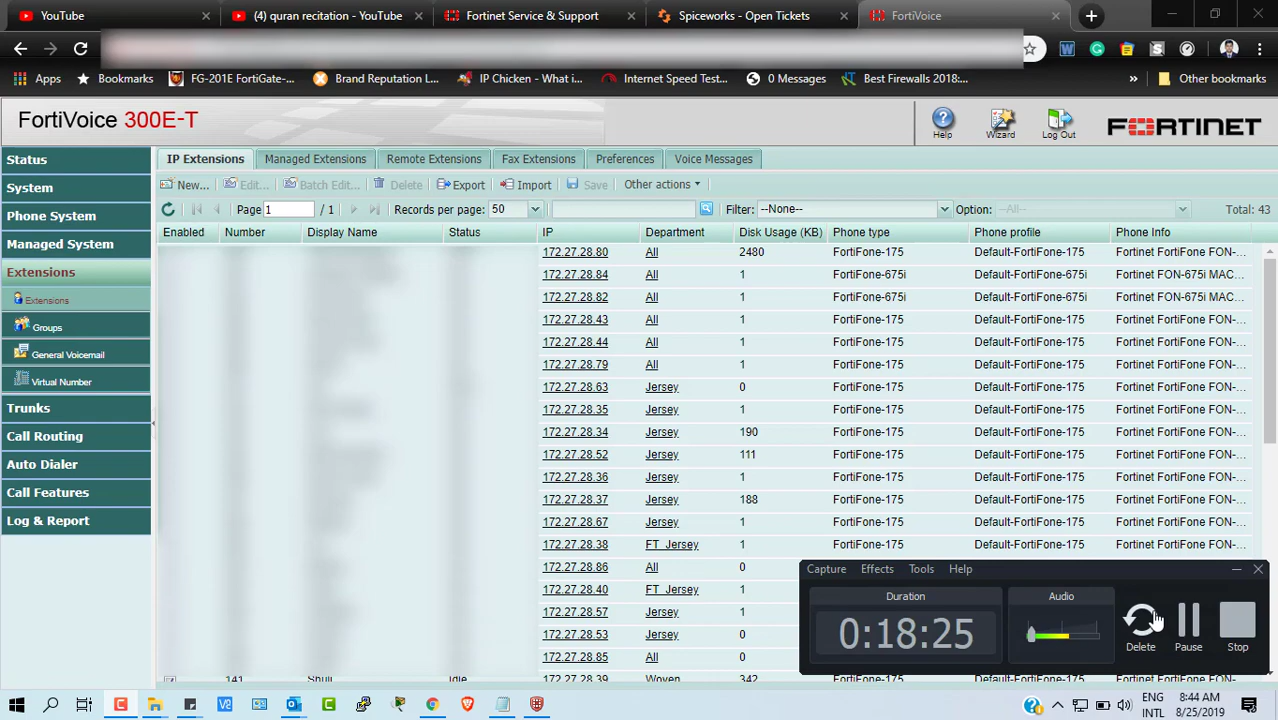 YouTube
(4) quran recitation - YouTube
Fortinet Service & Support
Spiceworks - Open Tickets
FortiVoice
Apps
Bookmarks
FG-201E FortiGate-...
Brand Reputation L...
IP Chicken - What i...
Internet Speed Test...
0 Messages
Best Firewalls 2018:...
»
Other bookmarks
FortiVoice 300E-T
Help
Wizard
Log Out
FORTINET
Status
System
Phone System
Managed System
Extensions
Extensions
Groups
General Voicemail
Virtual Number
Trunks
Call Routing
Auto Dialer
Call Features
Log & Report
IP Extensions Managed Extensions Remote Extensions Fax Extensions Preferences Voice Messages
New... Edit... Batch Edit... Delete Export Import Save Other actions
Page 1 / 1 Records per page: 50 Filter: --None-- Option: --All-- Total: 43
Enabled Number Display Name Status IP Department Disk Usage (KB) Phone type Phone profile Phone Info
172.27.28.80 All 2480 FortiFone-175 Default-FortiFone-175 Fortinet FortiFone FON-...
172.27.28.84 All 1 FortiFone-675i Default-FortiFone-675i Fortinet FON-675i MAC...
172.27.28.82 All 1 FortiFone-675i Default-FortiFone-675i Fortinet FON-675i MAC...
172.27.28.43 All 1 FortiFone-175 Default-FortiFone-175 Fortinet FortiFone FON-...
172.27.28.44 All 1 FortiFone-175 Default-FortiFone-175 Fortinet FortiFone FON-...
172.27.28.79 All 1 FortiFone-175 Default-FortiFone-175 Fortinet FortiFone FON-...
172.27.28.63 Jersey 0 FortiFone-175 Default-FortiFone-175 Fortinet FortiFone FON-...
172.27.28.35 Jersey 1 FortiFone-175 Default-FortiFone-175 Fortinet FortiFone FON-...
172.27.28.34 Jersey 190 FortiFone-175 Default-FortiFone-175 Fortinet FortiFone FON-...
172.27.28.52 Jersey 111 FortiFone-175 Default-FortiFone-175 Fortinet FortiFone FON-...
172.27.28.36 Jersey 1 FortiFone-175 Default-FortiFone-175 Fortinet FortiFone FON-...
172.27.28.37 Jersey 188 FortiFone-175 Default-FortiFone-175 Fortinet FortiFone FON-...
172.27.28.67 Jersey 1 FortiFone-175 Default-FortiFone-175 Fortinet FortiFone FON-...
172.27.28.38 FT_Jersey 1 FortiFone-175 Default-FortiFone-175 Fortinet FortiFone FON-...
172.27.28.86 All 0
172.27.28.40 FT_Jersey 1
172.27.28.57 Jersey 1
172.27.28.53 Jersey 0
172.27.28.85 All 0
141 Shull Idle 172.27.28.39 Woven 342
Capture Effects Tools Help
Duration
0:18:25
Audio
Delete
Pause
Stop
ENG
INTL
8:44 AM
8/25/2019